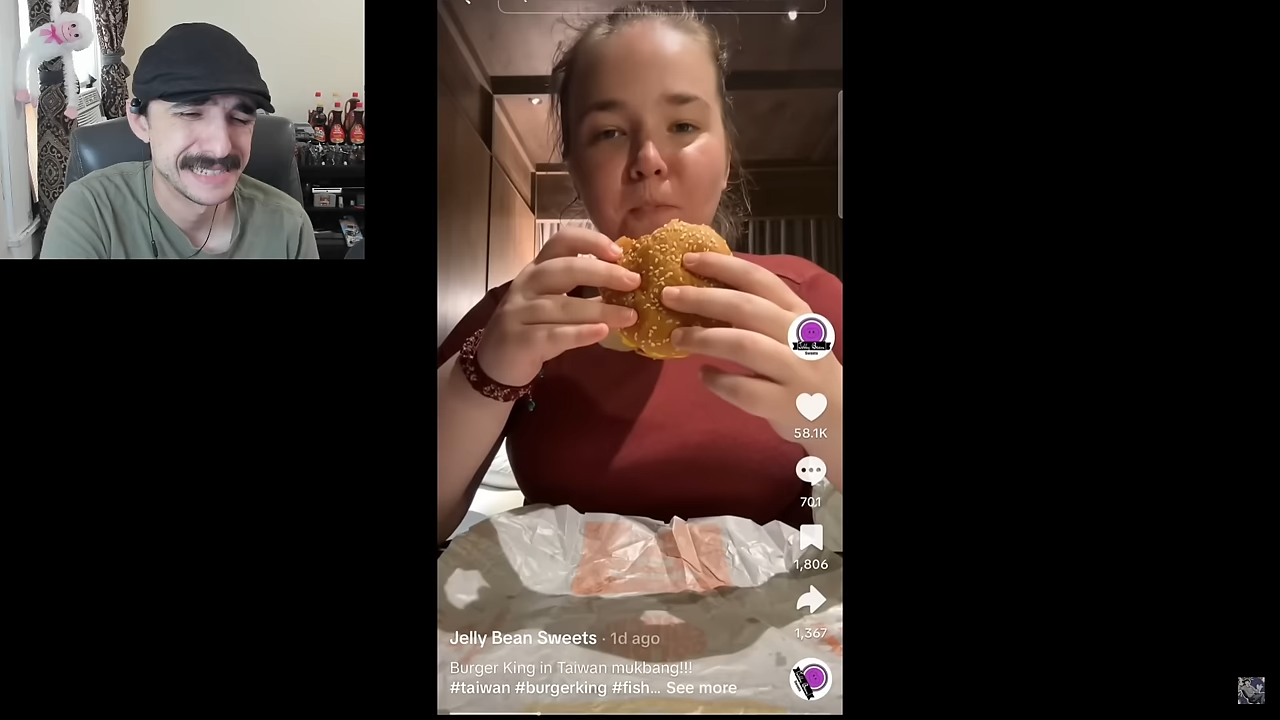 58.1K
701
1,806
1,367
Jelly Bean Sweets · 1d ago
Burger King in Taiwan mukbang!!!
#taiwan #burgerking #fish... See more